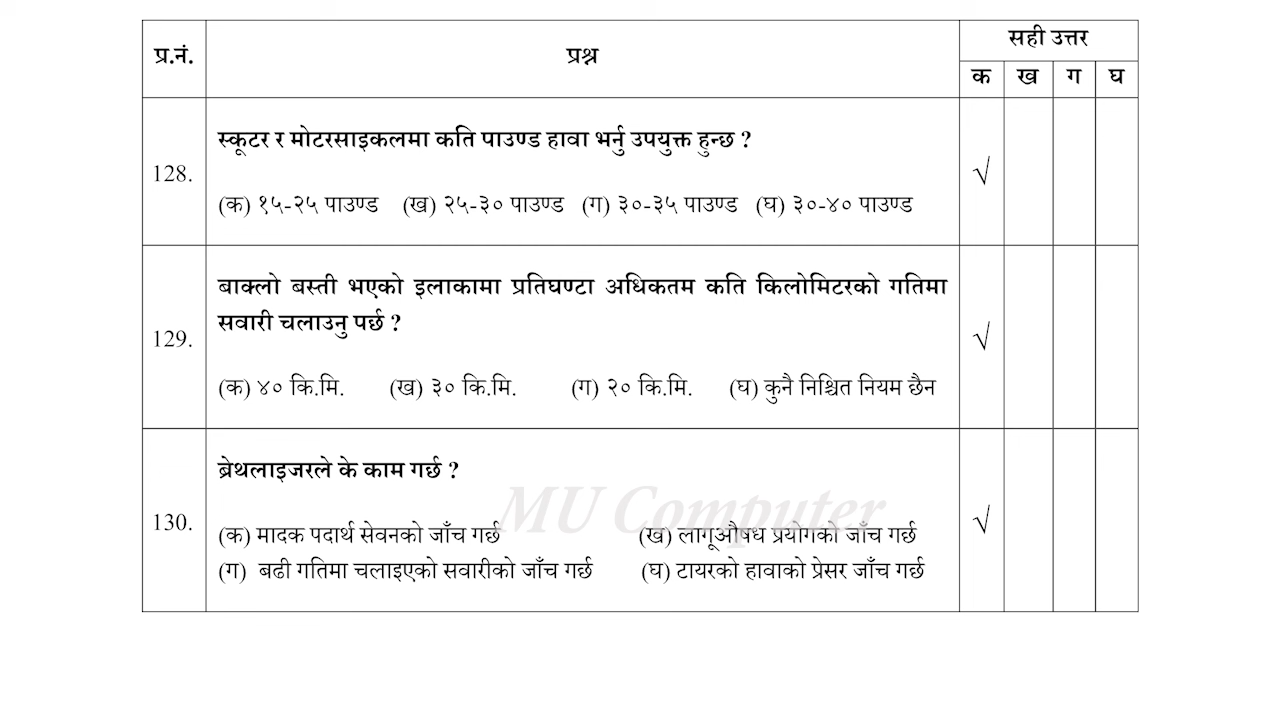 प्र.नं. प्रश्न सही उत्तर
क ख ग घ
128. स्कूटर र मोटरसाइकलमा कति पाउण्ड हावा भर्नु उपयुक्त हुन्छ ? √
(क) १५-२५ पाउण्ड (ख) २५-३० पाउण्ड (ग) ३०-३५ पाउण्ड (घ) ३०-४० पाउण्ड
129. बाक्लो बस्ती भएको इलाकामा प्रतिघण्टा अधिकतम कति किलोमिटरको गतिमा
सवारी चलाउनु पर्छ ? √
(क) ४० कि.मि. (ख) ३० कि.मि. (ग) २० कि.मि. (घ) कुनै निश्चित नियम छैन
130. ब्रेथलाइजरले के काम गर्छ ? √
MU Computer
(क) मादक पदार्थ सेवनको जाँच गर्छ (ख) लागूऔषध प्रयोगको जाँच गर्छ
(ग) बढी गतिमा चलाइएको सवारीको जाँच गर्छ (घ) टायरको हावाको प्रेसर जाँच गर्छ